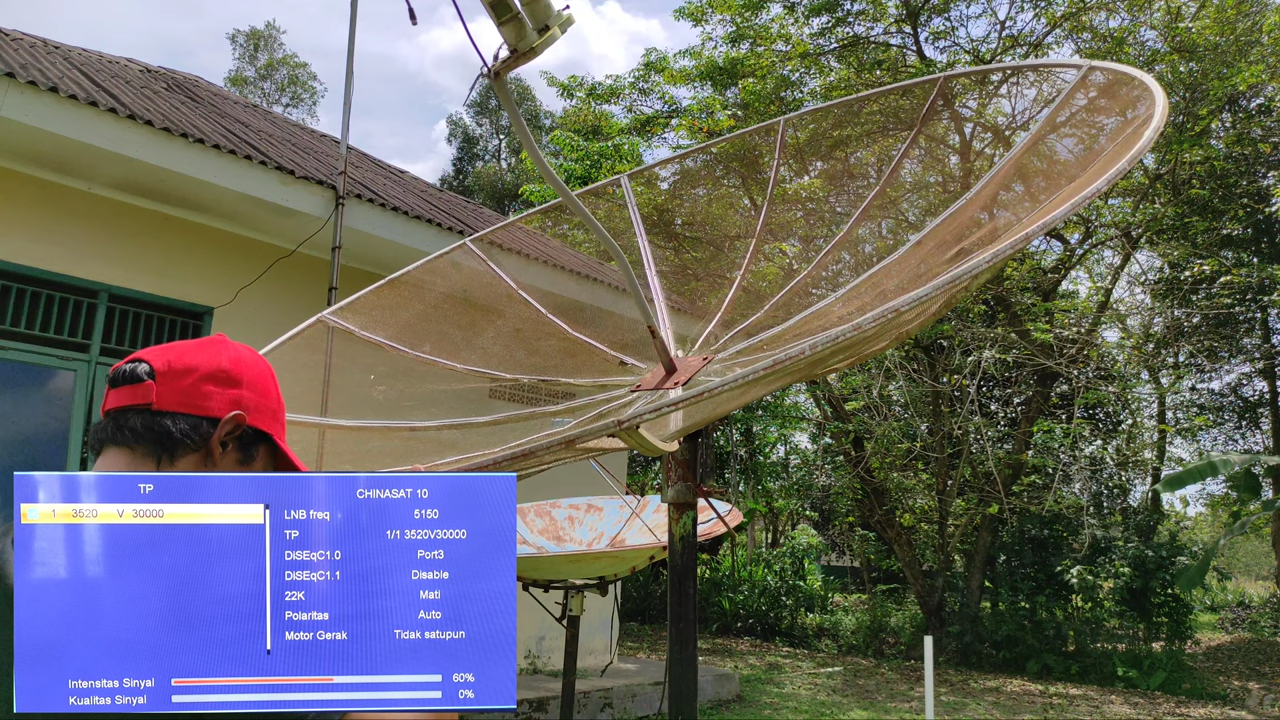 TP
1 3520 V 30000
CHINASAT 10
LNB freq 5150
TP 1/1 3520V30000
DiSEqC1.0 Port3
DiSEqC1.1 Disable
22K Mati
Polaritas Auto
Motor Gerak Tidak satupun
Intensitas Sinyal 60%
Kualitas Sinyal 0%